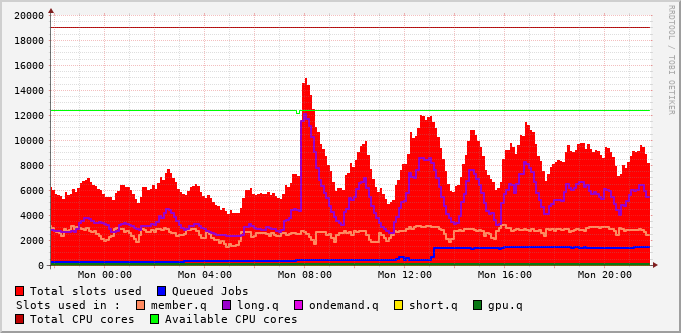 20000
18000
16000
14000
12000
10000
8000
6000
4000
2000
0
Mon 00:00 Mon 04:00 Mon 08:00 Mon 12:00 Mon 16:00 Mon 20:00
RRDTOOL / TOBI OETIKER
Total slots used Queued Jobs
Slots used in : member.q long.q ondemand.q short.q gpu.q
Total CPU cores Available CPU cores